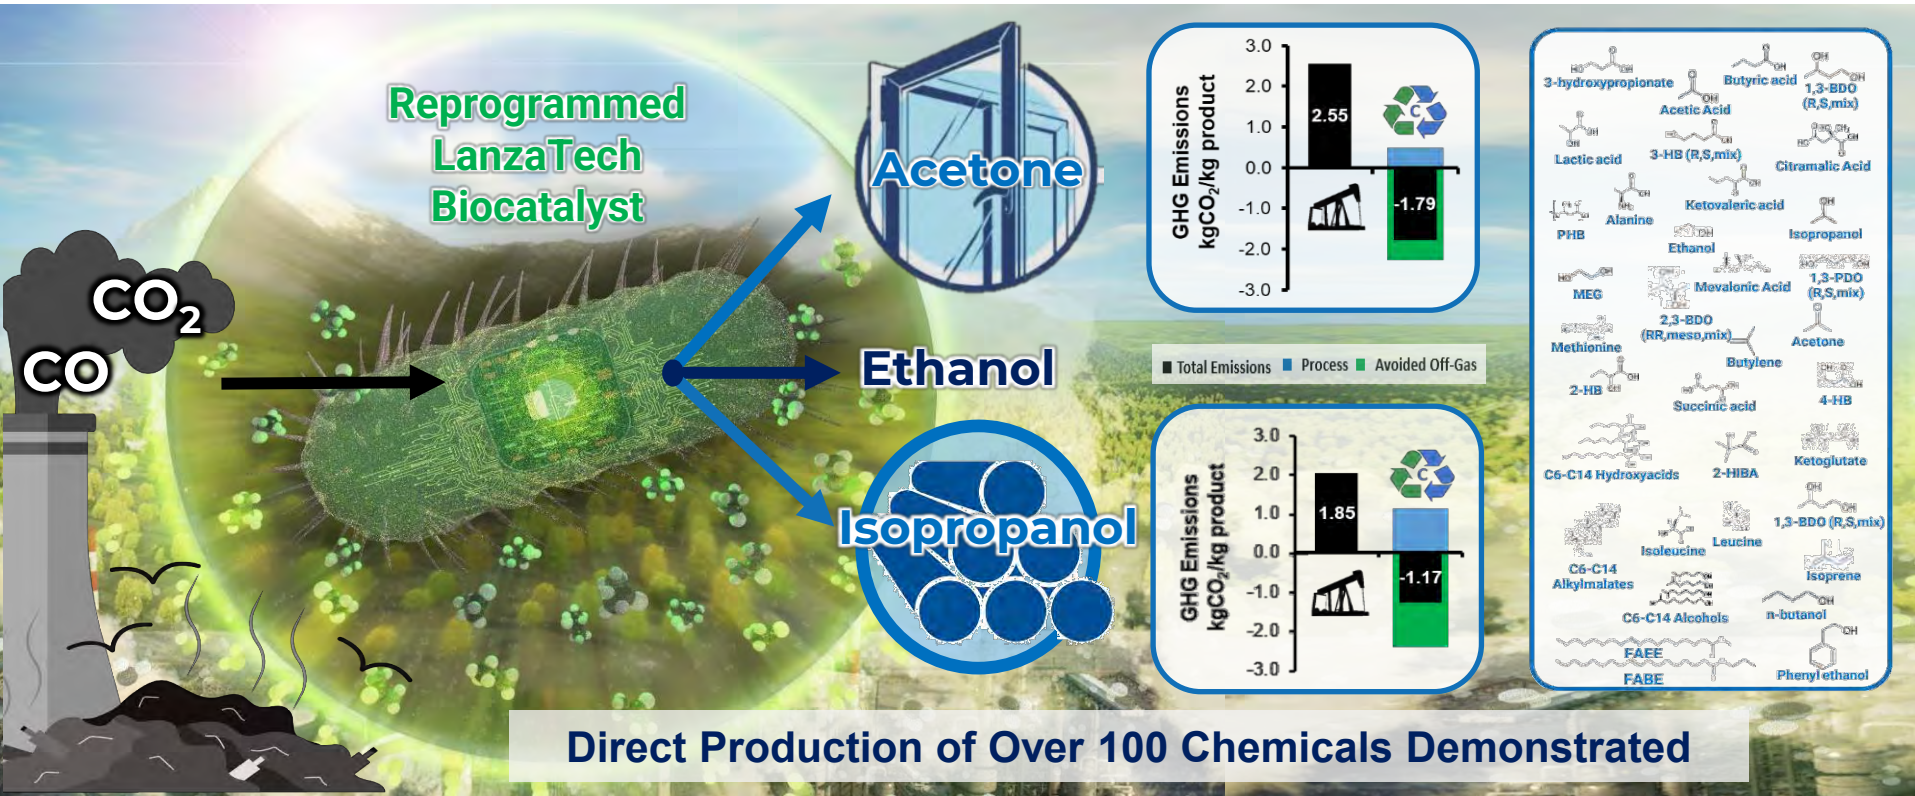 Reprogrammed
LanzaTech
Biocatalyst
CO2
CO
Acetone
Ethanol
Isopropanol
GHG Emissions
kgCO2/kg product
3.0
2.0
1.0
0.0
-1.0
-2.0
-3.0
2.55
C
-1.79
Total Emissions Process Avoided Off-Gas
GHG Emissions
kgCO2/kg product
3.0
2.0
1.0
0.0
-1.0
-2.0
-3.0
1.85
C
-1.17
3-hydroxypropionate
Acetic Acid
Butyric acid
1,3-BDO
(R,S,mix)
Lactic acid
3-HB (R,S,mix)
Citramalic Acid
PHB
Alanine
Ketovaleric acid
Ethanol
Isopropanol
MEG
Mevalonic Acid
1,3-PDO
(R,S,mix)
2,3-BDO
(RR,meso,mix)
Methionine
Butylene
Acetone
2-HB
Succinic acid
4-HB
C6-C14 Hydroxyacids
2-HIBA
Ketoglutate
1,3-BDO (R,S,mix)
Isoleucine
Leucine
C6-C14
Alkylmalates
Isoprene
C6-C14 Alcohols
n-butanol
FAEE
FABE
Phenyl ethanol
Direct Production of Over 100 Chemicals Demonstrated